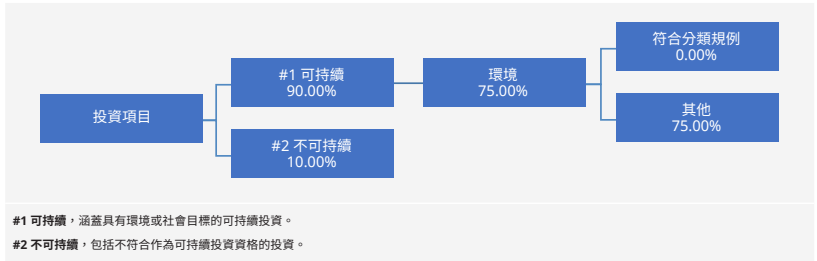 投資項目
#1 可持續
90.00%
#2 不可持續
10.00%
環境
75.00%
符合分類規例
0.00%
其他
75.00%
#1 可持續，涵蓋具有環境或社會目標的可持續投資。
#2 不可持續，包括不符合作為可持續投資資格的投資。